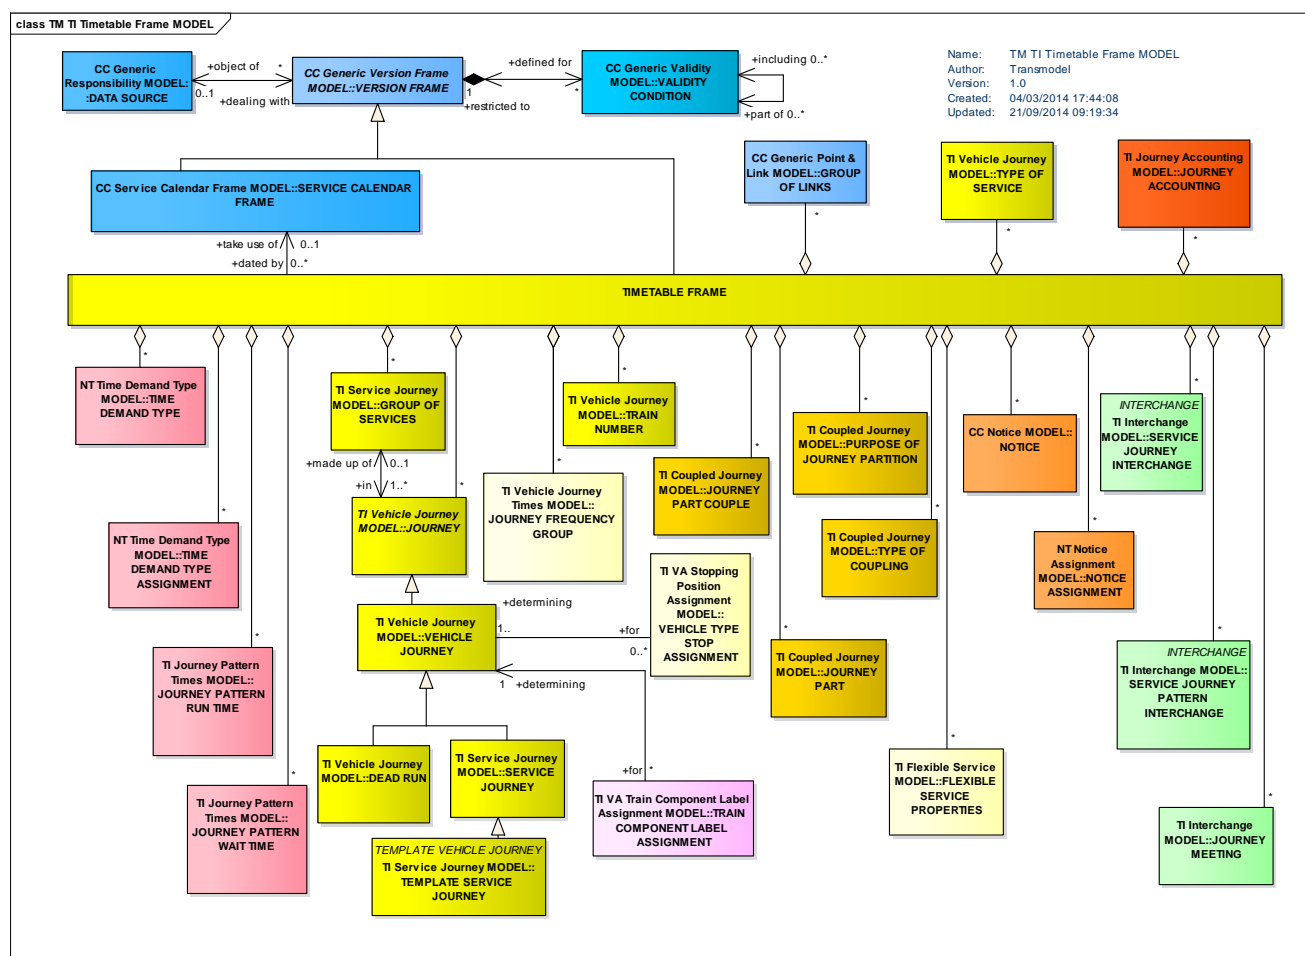 class TM TI Timetable Frame MODEL
CC Generic
Responsibility MODEL:
:DATA SOURCE
+object of
*
0..1
+dealing with
CC Generic Version Frame
MODEL::VERSION FRAME
+defined for
1
*
+restricted to
CC Generic Validity
MODEL::VALIDITY
CONDITION
+including 0..*
+part of 0..*
Name: TM TI Timetable Frame MODEL
Author: Transmodel
Version: 1.0
Created: 04/03/2014 17:44:08
Updated: 21/09/2014 09:19:34
CC Service Calendar Frame MODEL::SERVICE CALENDAR
FRAME
CC Generic Point &
Link MODEL::GROUP
OF LINKS
*
TI Vehicle Journey
MODEL::TYPE OF
SERVICE
*
TI Journey Accounting
MODEL::JOURNEY
ACCOUNTING
*
+take use of
0..1
+dated by
0..*
TIMETABLE FRAME
*
NT Time Demand Type
MODEL::TIME
DEMAND TYPE
*
TI Service Journey
MODEL::GROUP OF
SERVICES
*
TI Vehicle Journey
MODEL::TRAIN
NUMBER
*
TI Coupled Journey
MODEL::PURPOSE OF
JOURNEY PARTITION
*
CC Notice MODEL::
NOTICE
*
INTERCHANGE
TI Interchange
MODEL::SERVICE
JOURNEY
INTERCHANGE
+made up of
0..1
+in
1..*
*
TI Vehicle Journey
MODEL::JOURNEY
*
TI Vehicle Journey
Times MODEL::
JOURNEY FREQUENCY
GROUP
*
TI Coupled Journey
MODEL::JOURNEY
PART COUPLE
*
NT Time Demand Type
MODEL::TIME
DEMAND TYPE
ASSIGNMENT
*
TI Coupled Journey
MODEL::TYPE OF
COUPLING
*
NT Notice
Assignment
MODEL::NOTICE
ASSIGNMENT
TI VA Stopping
Position
Assignment
MODEL::
VEHICLE TYPE
STOP
ASSIGNMENT
+determining
1..
+for
0..*
TI Vehicle Journey
MODEL::VEHICLE
JOURNEY
1
+determining
*
TI Journey Pattern
Times MODEL::
JOURNEY PATTERN
RUN TIME
*
TI Coupled Journey
MODEL::JOURNEY
PART
*
INTERCHANGE
TI Interchange MODEL::
SERVICE JOURNEY
PATTERN
INTERCHANGE
TI Vehicle Journey
MODEL::DEAD RUN
TI Service Journey
MODEL::SERVICE
JOURNEY
*
TI Flexible Service
MODEL::FLEXIBLE
SERVICE
PROPERTIES
*
TI Journey Pattern
Times MODEL::
JOURNEY PATTERN
WAIT TIME
+for
*
TI VA Train Component Label
Assignment MODEL::TRAIN
COMPONENT LABEL
ASSIGNMENT
*
TI Interchange
MODEL::JOURNEY
MEETING
TEMPLATE VEHICLE JOURNEY
TI Service Journey MODEL::
TEMPLATE SERVICE
JOURNEY